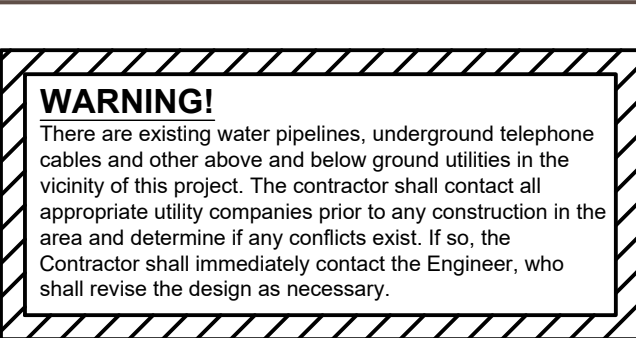 WARNING!
There are existing water pipelines, underground telephone
cables and other above and below ground utilities in the
vicinity of this project. The contractor shall contact all
appropriate utility companies prior to any construction in the
area and determine if any conflicts exist. If so, the
Contractor shall immediately contact the Engineer, who
shall revise the design as necessary.